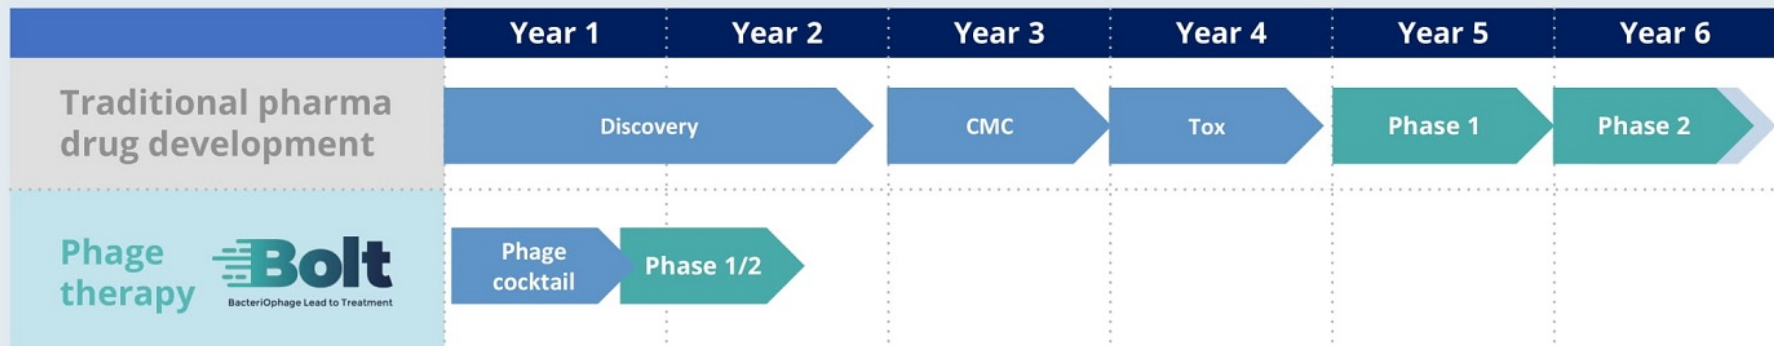 Year 1 Year 2 Year 3 Year 4 Year 5 Year 6
Traditional pharma
drug development
Discovery CMC Tox Phase 1 Phase 2
Phage
therapy
Bolt
BacteriOphage Lead to Treatment
Phage
cocktail
Phase 1/2